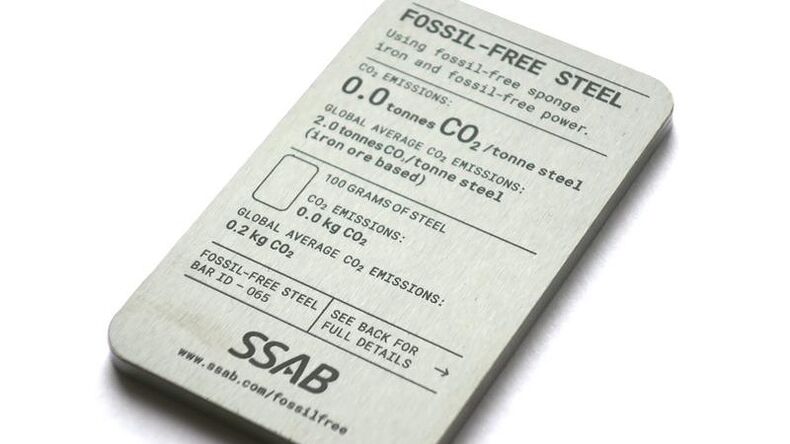 FOSSIL-FREE STEEL
Using fossil-free sponge
iron and fossil-free power.
CO₂ EMISSIONS:
0.0 tonnes CO₂/tonne steel
GLOBAL AVERAGE CO₂ EMISSIONS:
2.0 tonnes CO₂/tonne steel
(iron ore based)
100 GRAMS OF STEEL
CO₂ EMISSIONS:
0.0 kg CO₂
GLOBAL AVERAGE CO₂ EMISSIONS:
0.2 kg CO₂
FOSSIL-FREE STEEL
BAR ID – 065
SEE BACK FOR
FULL DETAILS →
SSAB
www.ssab.com/fossilfree